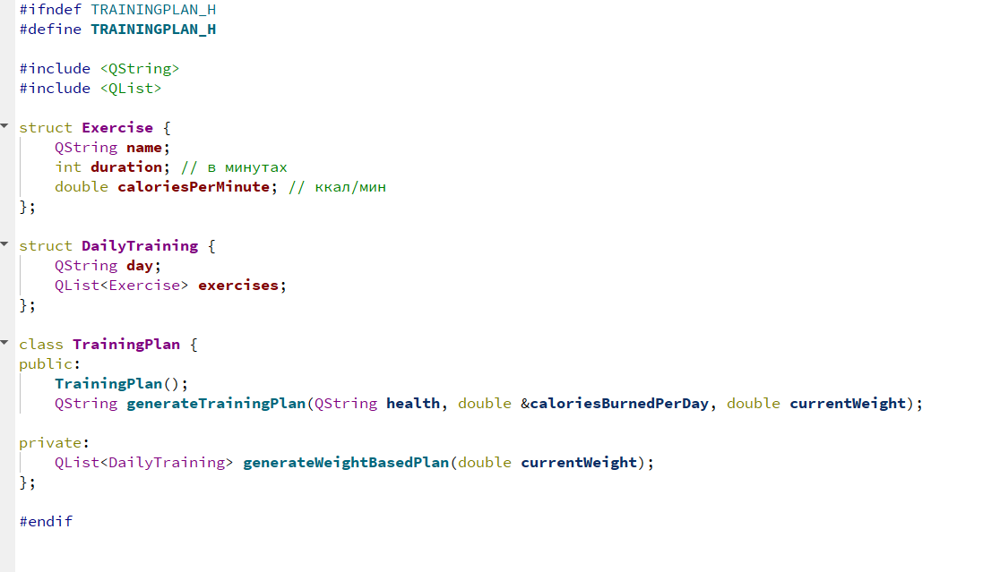 #ifndef TRAININGPLAN_H
#define TRAININGPLAN_H
#include <QString>
#include <QList>
struct Exercise {
    QString name;
    int duration; // в минутах
    double caloriesPerMinute; // ккал/мин
};
struct DailyTraining {
    QString day;
    QList<Exercise> exercises;
};
class TrainingPlan {
public:
    TrainingPlan();
    QString generateTrainingPlan(QString health, double &caloriesBurnedPerDay, double currentWeight);
private:
    QList<DailyTraining> generateWeightBasedPlan(double currentWeight);
};
#endif